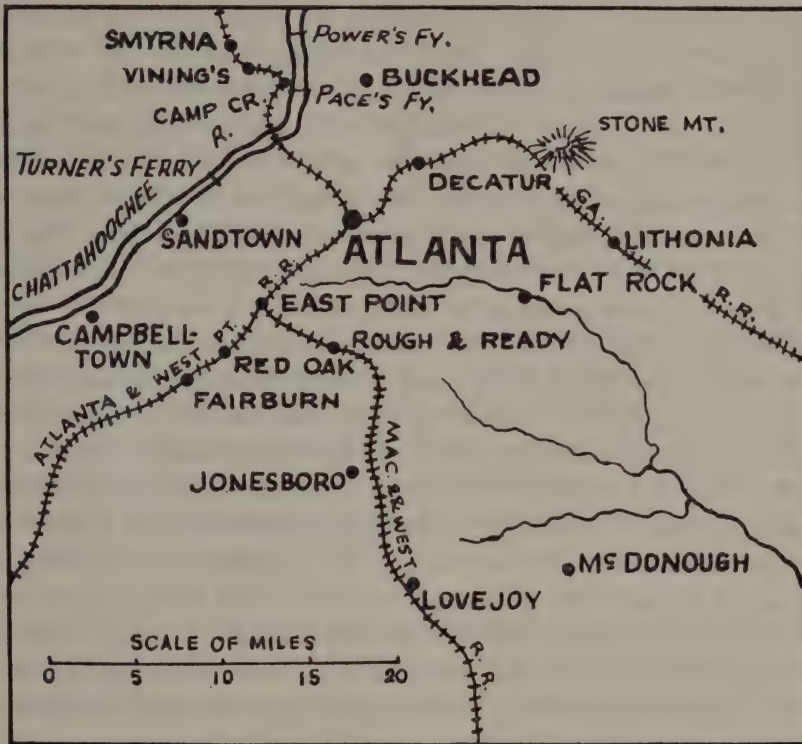 SMYRNA
POWER'S FY.
VINING'S
BUCKHEAD
CAMP CR.
PACE'S FY.
STONE MT.
TURNER'S FERRY
DECATUR
CHATTAHOOCHEE R.
SANDTOWN
ATLANTA
GA. R. R.
LITHONIA
FLAT ROCK
EAST POINT
CAMPBELL-
TOWN
ROUGH & READY
RED OAK
ATLANTA & WEST PT. R. R.
FAIRBURN
JONESBORO
MAC. & WEST R. R.
McDONOUGH
LOVEJOY
SCALE OF MILES
0 5 10 15 20